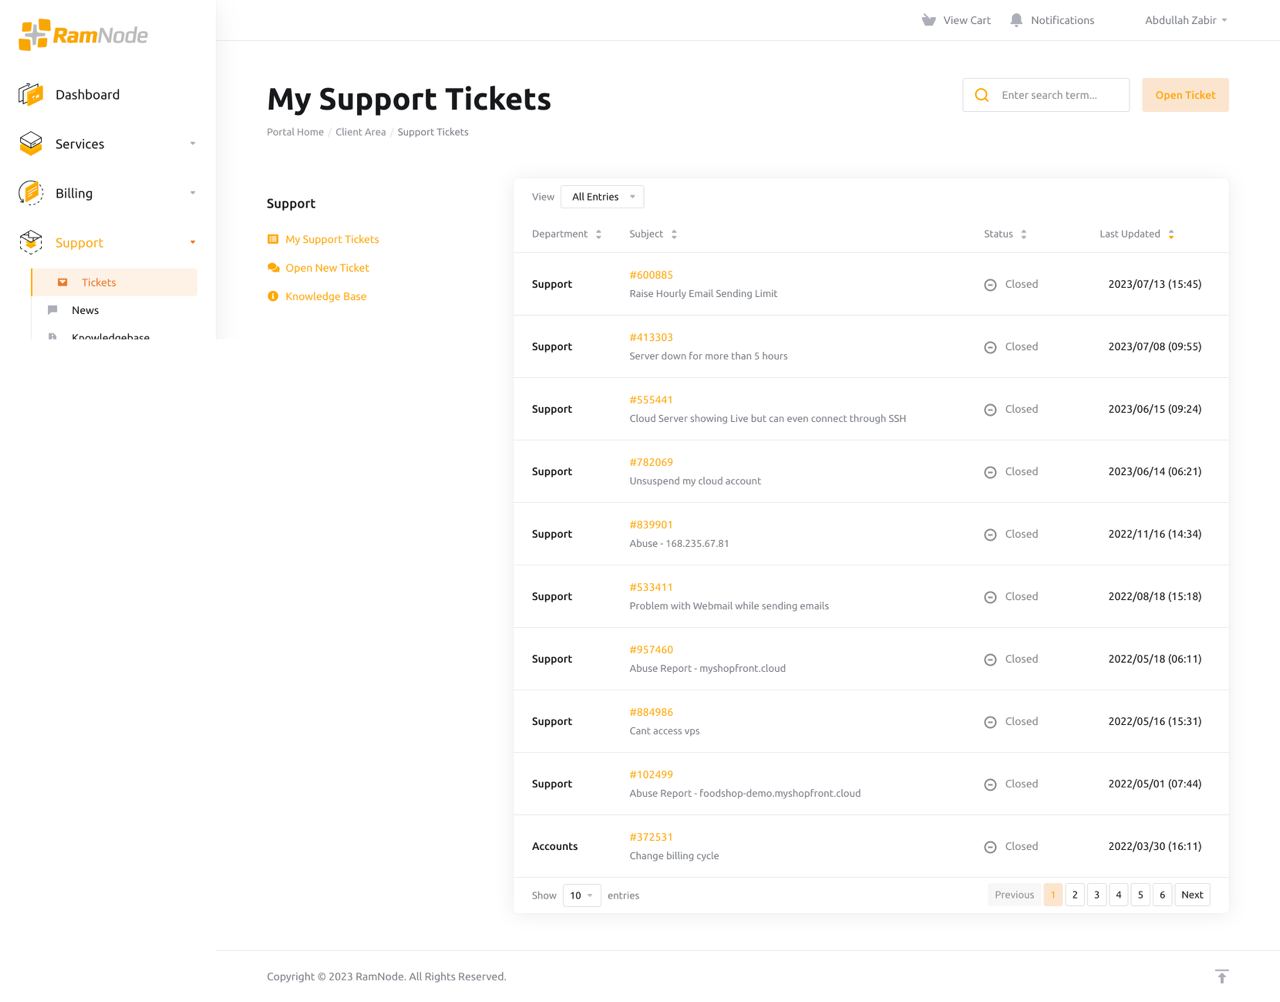 RamNode
View Cart
Notifications
Abdullah Zabir
Dashboard
Services
Billing
Support
Tickets
News
Knowledgebase
My Support Tickets
Portal Home / Client Area / Support Tickets
Enter search term...
Open Ticket
Support
My Support Tickets
Open New Ticket
Knowledge Base
View All Entries
Department Subject Status Last Updated
#600885
Support Closed 2023/07/13 (15:45)
Raise Hourly Email Sending Limit
#413303
Support Closed 2023/07/08 (09:55)
Server down for more than 5 hours
#555441
Support Closed 2023/06/15 (09:24)
Cloud Server showing Live but can even connect through SSH
#782069
Support Closed 2023/06/14 (06:21)
Unsuspend my cloud account
#839901
Support Closed 2022/11/16 (14:34)
Abuse - 168.235.67.81
#533411
Support Closed 2022/08/18 (15:18)
Problem with Webmail while sending emails
#957460
Support Closed 2022/05/18 (06:11)
Abuse Report - myshopfront.cloud
#884986
Support Closed 2022/05/16 (15:31)
Cant access vps
#102499
Support Closed 2022/05/01 (07:44)
Abuse Report - foodshop-demo.myshopfront.cloud
#372531
Accounts Closed 2022/03/30 (16:11)
Change billing cycle
Show 10 entries
Previous 1 2 3 4 5 6 Next
Copyright © 2023 RamNode. All Rights Reserved.